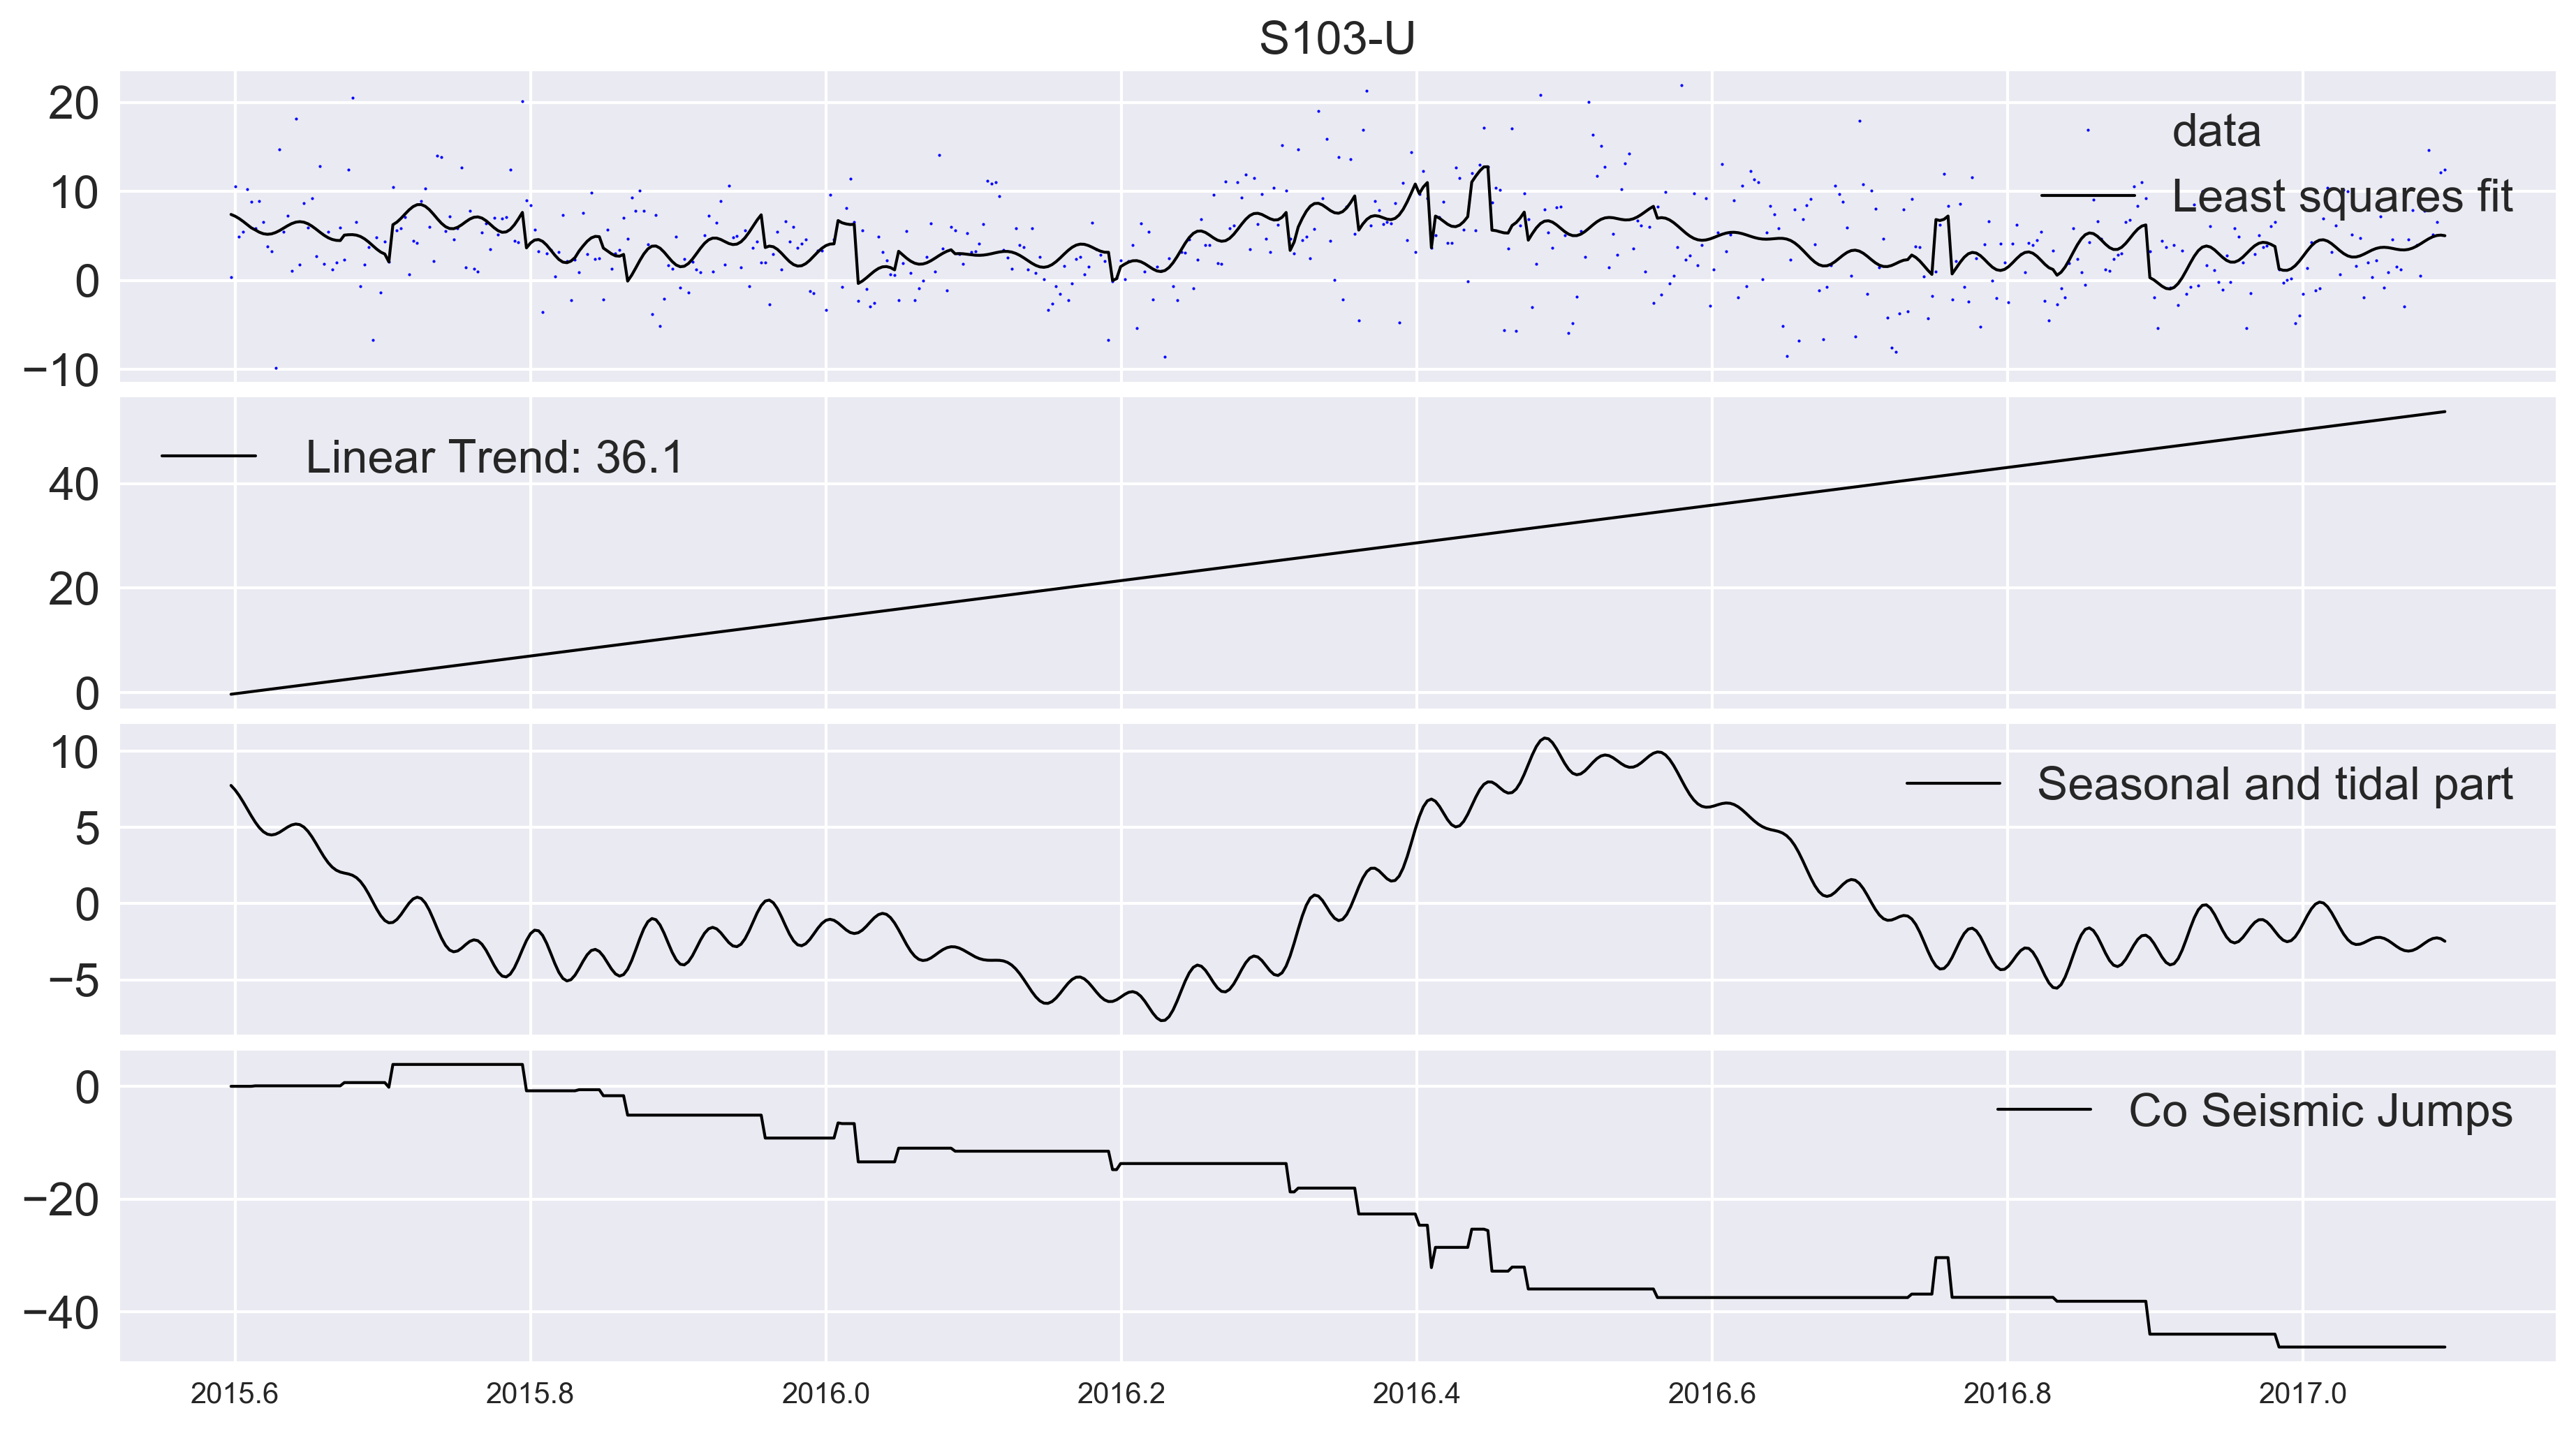 S103-U
20
10
0
−10
data
Least squares fit
40
20
0
Linear Trend: 36.1
10
5
0
−5
Seasonal and tidal part
0
−20
−40
Co Seismic Jumps
2015.6 2015.8 2016.0 2016.2 2016.4 2016.6 2016.8 2017.0